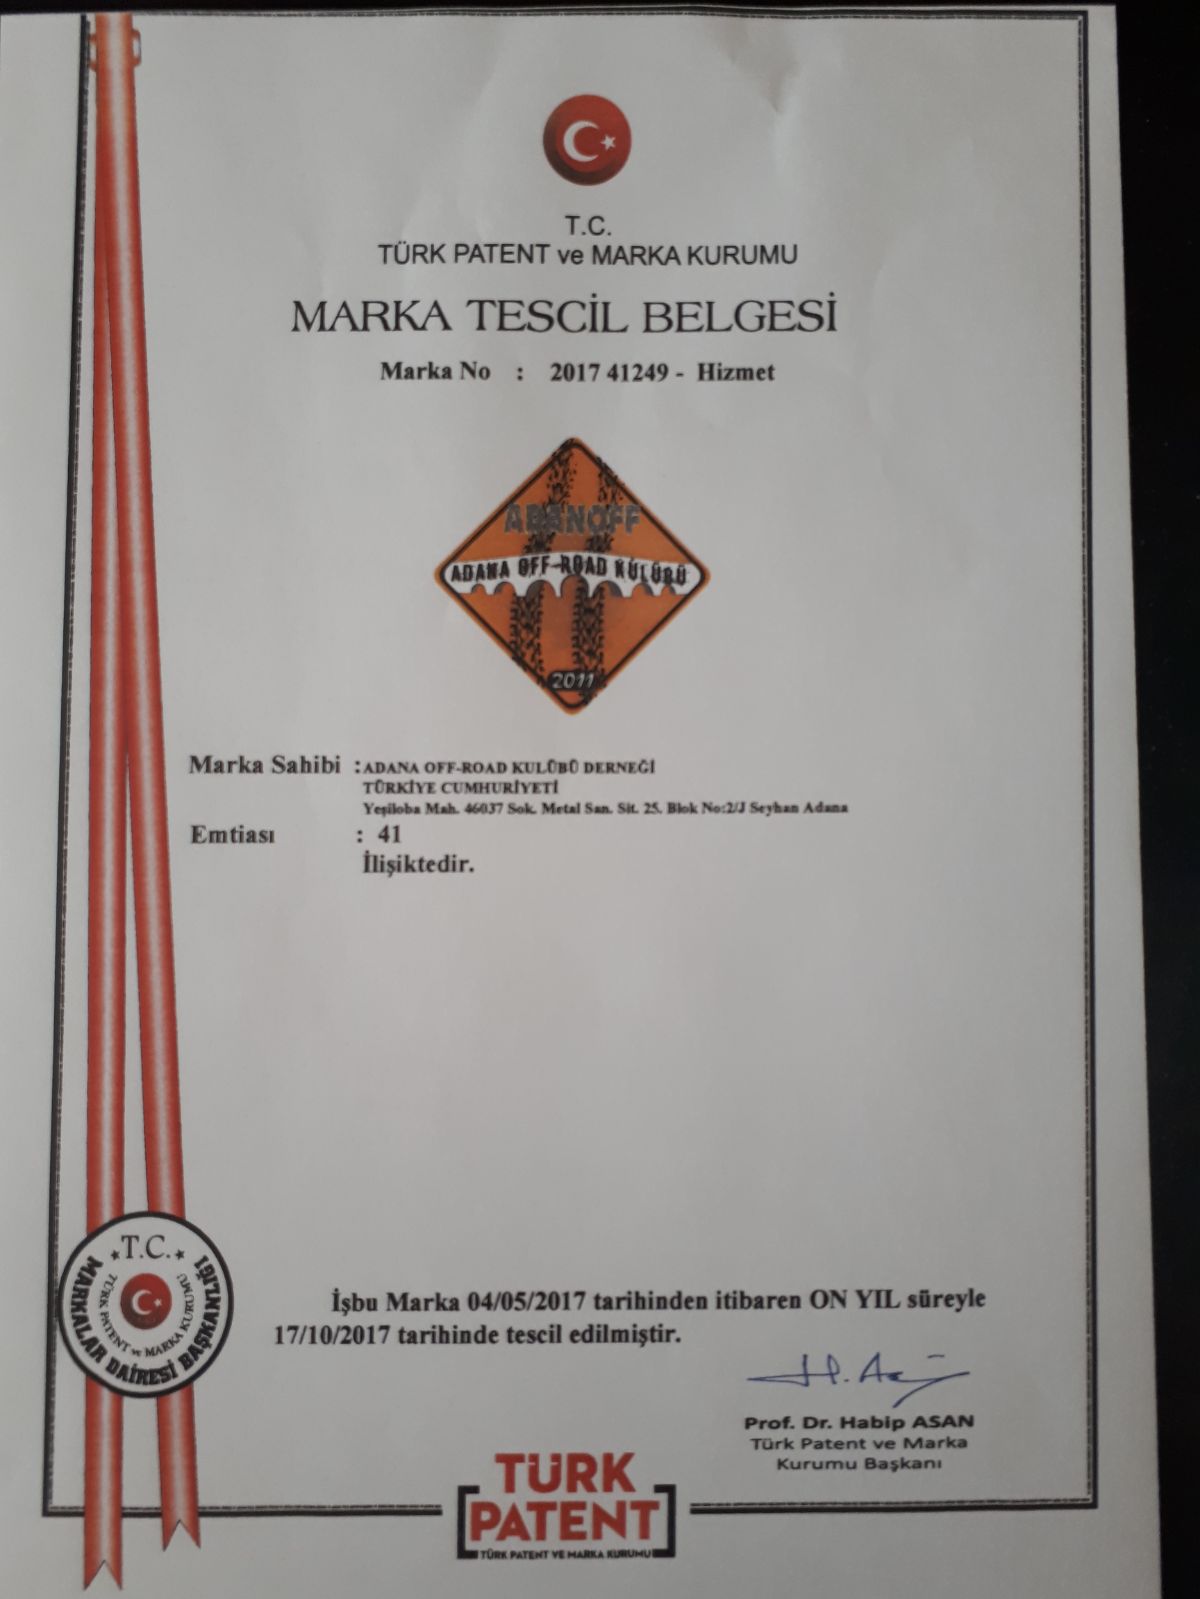 T.C.
TÜRK PATENT ve MARKA KURUMU
MARKA TESCİL BELGESİ
Marka No : 2017 41249 - Hizmet
ADANOFF
ADANA OFF-ROAD KULÜBÜ
2011
Marka Sahibi : ADANA OFF-ROAD KULÜBÜ DERNEĞİ
TÜRKİYE CUMHURİYETİ
Yeşiloba Mah. 46037 Sok. Metal San. Sit. 25. Blok No:2/J Seyhan Adana
Emtiası : 41
İlişiktedir.
T.C.
TÜRK PATENT ve MARKA KURUMU
MARKALAR DAİRESİ BAŞKANLIĞI
İşbu Marka 04/05/2017 tarihinden itibaren ON YIL süreyle
17/10/2017 tarihinde tescil edilmiştir.
H. Asan
Prof. Dr. Habip ASAN
Türk Patent ve Marka
Kurumu Başkanı
TÜRK
PATENT
TÜRK PATENT VE MARKA KURUMU